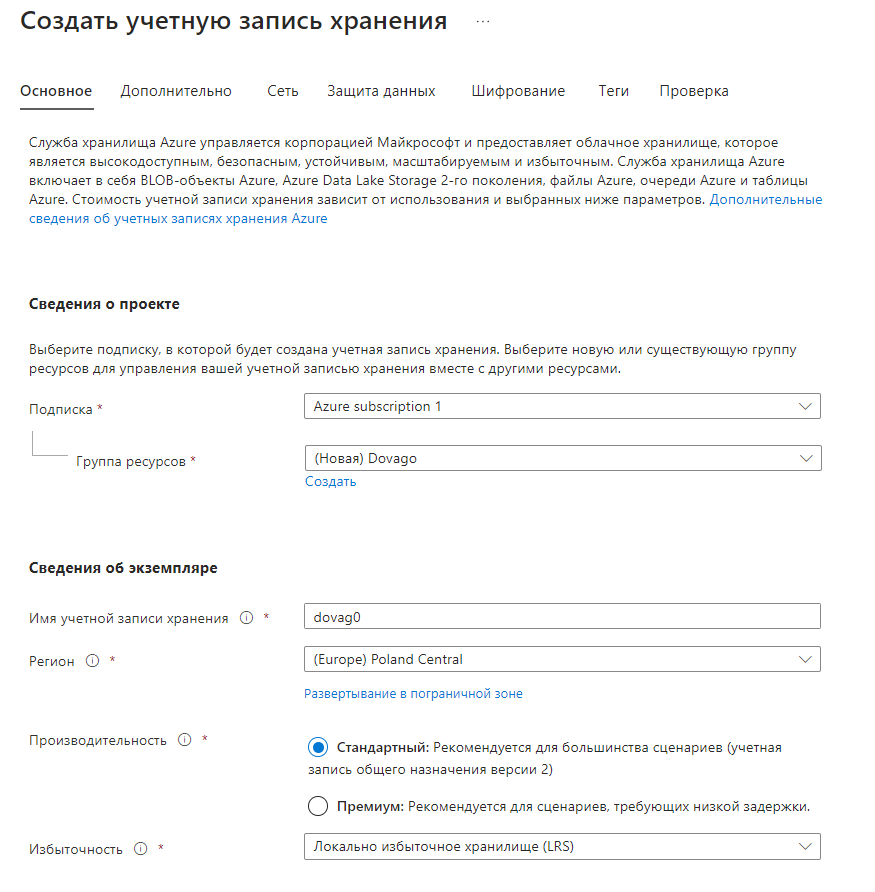 Создать учетную запись хранения ...
Основное Дополнительно Сеть Защита данных Шифрование Теги Проверка
Служба хранилища Azure управляется корпорацией Майкрософт и предоставляет облачное хранилище, которое
является высокодоступным, безопасным, устойчивым, масштабируемым и избыточным. Служба хранилища Azure
включает в себя BLOB-объекты Azure, Azure Data Lake Storage 2-го поколения, файлы Azure, очереди Azure и таблицы
Azure. Стоимость учетной записи хранения зависит от использования и выбранных ниже параметров. Дополнительные
сведения об учетных записях хранения Azure
Сведения о проекте
Выберите подписку, в которой будет создана учетная запись хранения. Выберите новую или существующую группу
ресурсов для управления вашей учетной записью хранения вместе с другими ресурсами.
Подписка * Azure subscription 1
Группа ресурсов * (Новая) Dovago
Создать
Сведения об экземпляре
Имя учетной записи хранения * dovag0
Регион * (Europe) Poland Central
Развертывание в пограничной зоне
Производительность * Стандартный: Рекомендуется для большинства сценариев (учетная
запись общего назначения версии 2)
Премиум: Рекомендуется для сценариев, требующих низкой задержки.
Избыточность * Локально избыточное хранилище (LRS)